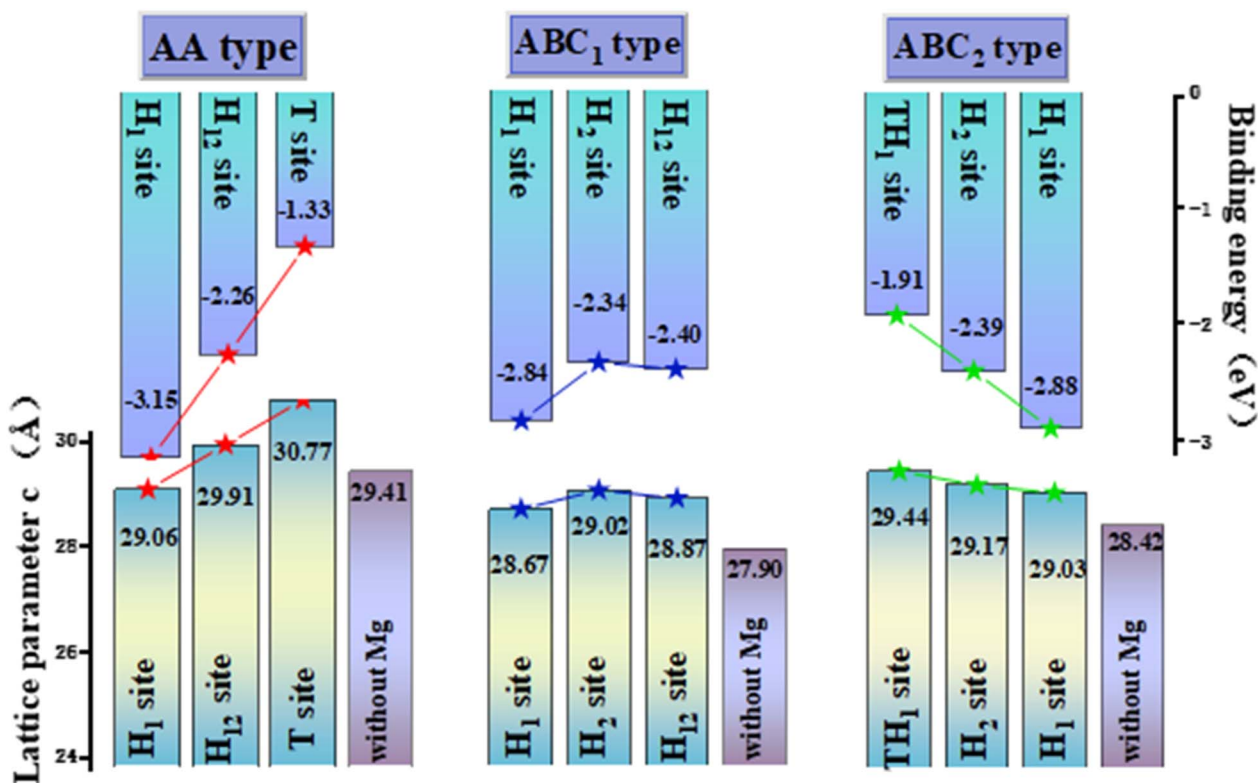 AA type
ABC₁ type
ABC₂ type
H₁ site
H₁₂ site
T site
H₁ site
H₂ site
H₁₂ site
TH₁ site
H₂ site
H₁ site
-3.15
-2.26
-1.33
-2.84
-2.34
-2.40
-1.91
-2.39
-2.88
0
-1
-2
-3
Binding energy (eV)
Lattice parameter c (Å)
30
28
26
24
29.06
29.91
30.77
29.41
28.67
29.02
28.87
27.90
29.44
29.17
29.03
28.42
H₁ site
H₁₂ site
T site
without Mg
H₁ site
H₂ site
H₁₂ site
without Mg
TH₁ site
H₂ site
H₁ site
without Mg